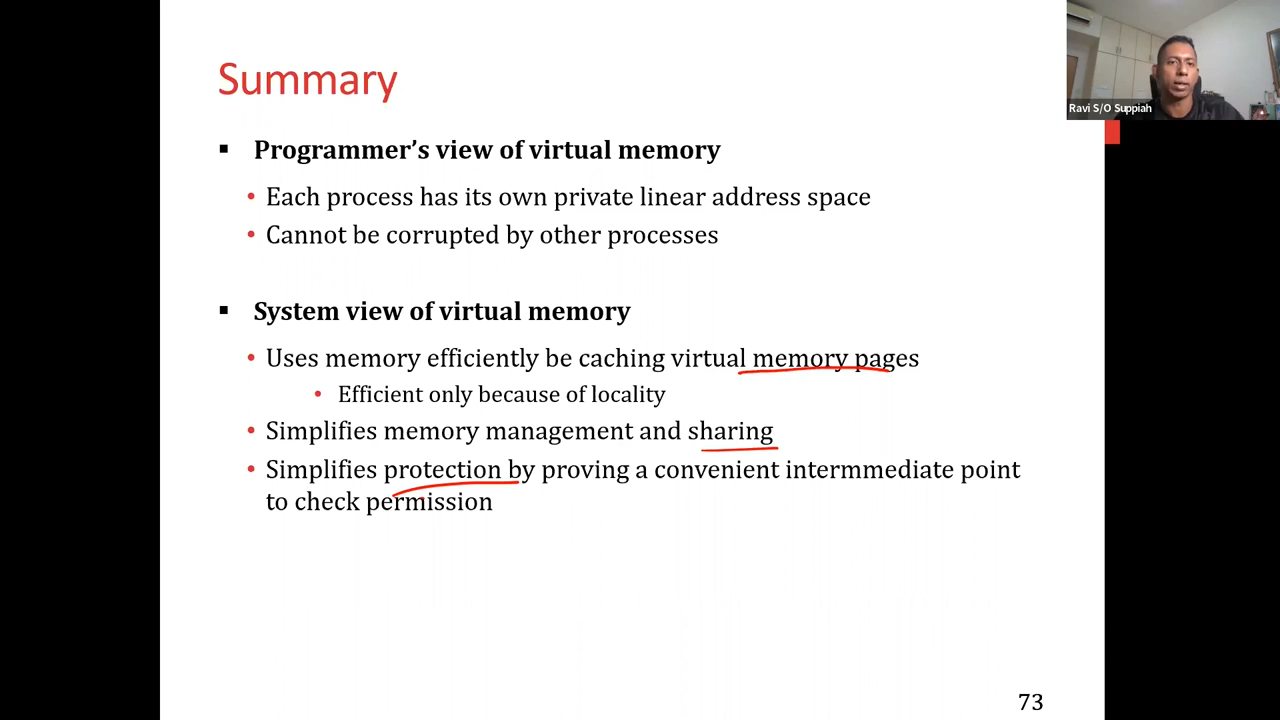 Summary
▪ Programmer’s view of virtual memory
• Each process has its own private linear address space
• Cannot be corrupted by other processes
▪ System view of virtual memory
• Uses memory efficiently be caching virtual memory pages
• Efficient only because of locality
• Simplifies memory management and sharing
• Simplifies protection by proving a convenient intermmediate point
to check permission
73
Ravi S/O Suppiah